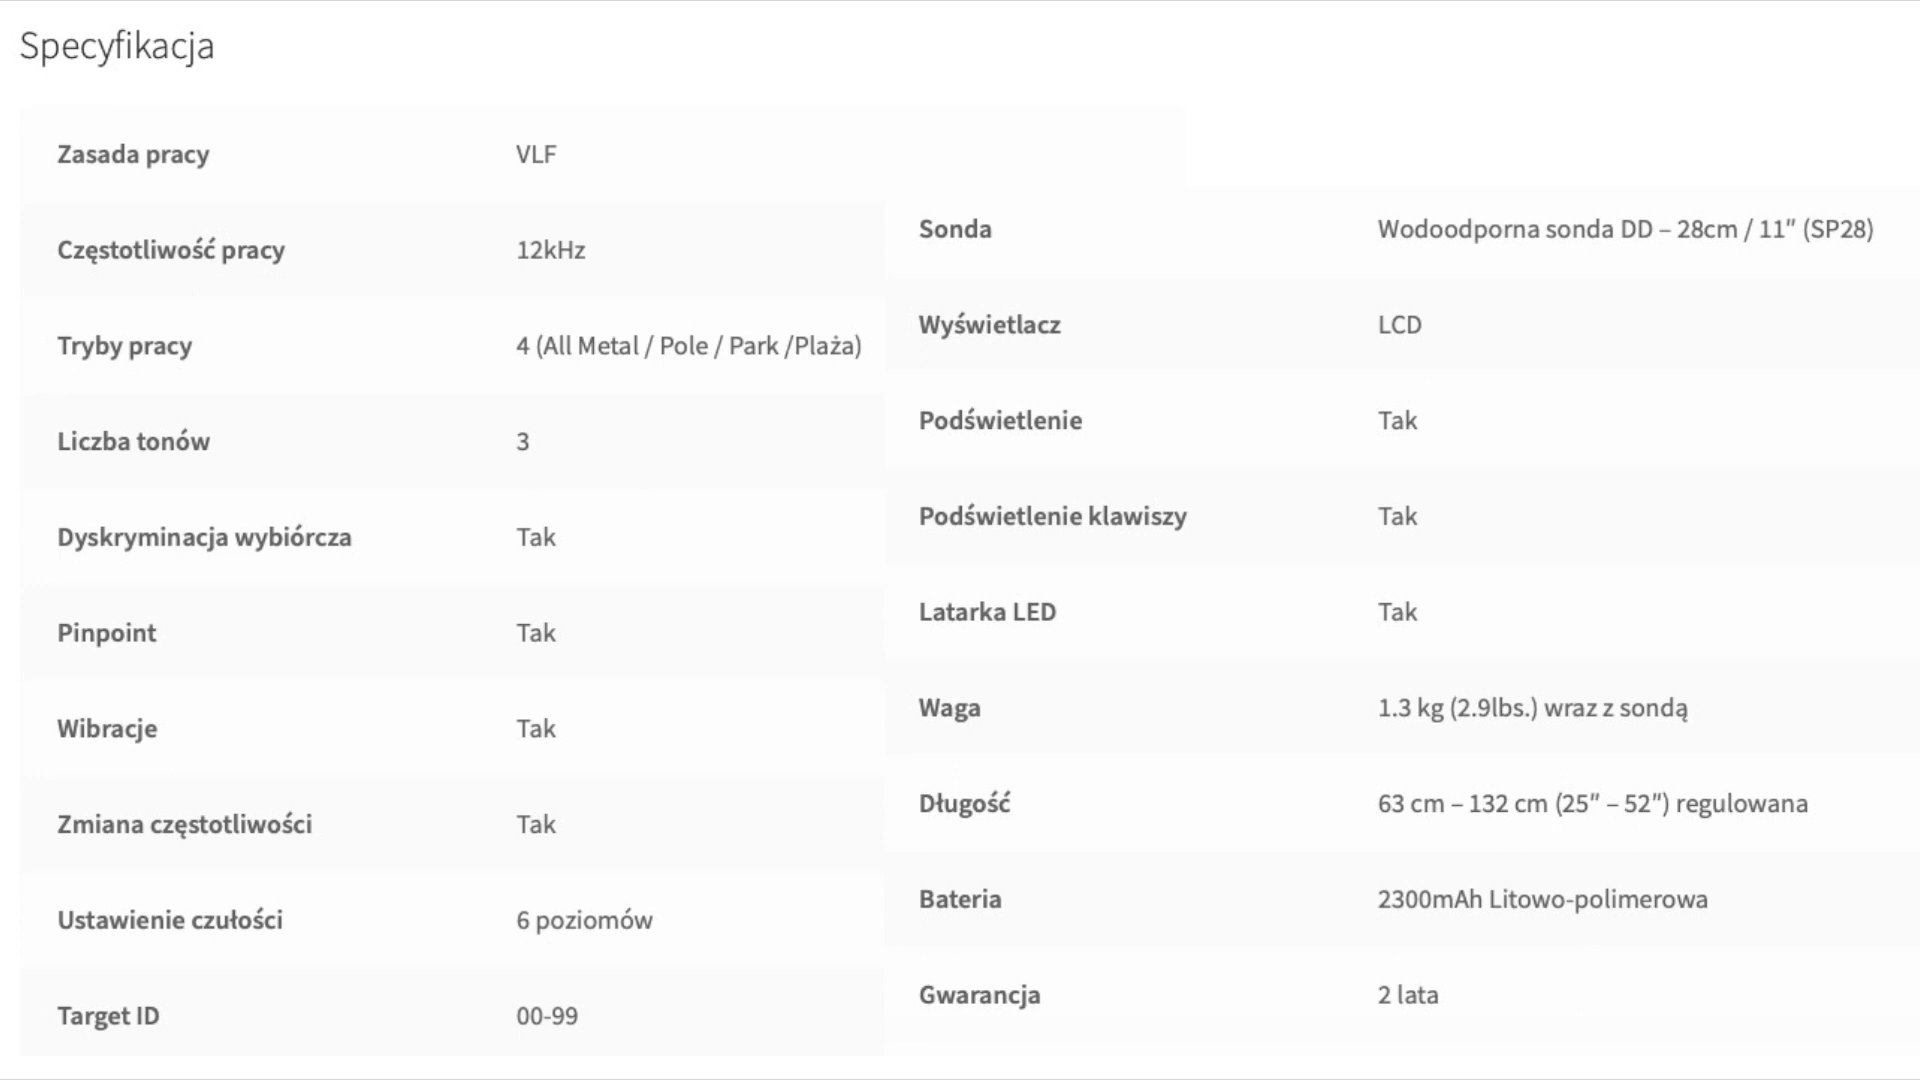 Specyfikacja
Zasada pracy VLF
Częstotliwość pracy 12kHz
Tryby pracy 4 (All Metal / Pole / Park /Plaża)
Liczba tonów 3
Dyskryminacja wybiórcza Tak
Pinpoint Tak
Wibracje Tak
Zmiana częstotliwości Tak
Ustawienie czułości 6 poziomów
Target ID 00-99
Sonda Wodoodporna sonda DD – 28cm / 11″ (SP28)
Wyświetlacz LCD
Podświetlenie Tak
Podświetlenie klawiszy Tak
Latarka LED Tak
Waga 1.3 kg (2.9lbs.) wraz z sondą
Długość 63 cm – 132 cm (25″ – 52″) regulowana
Bateria 2300mAh Litowo-polimerowa
Gwarancja 2 lata